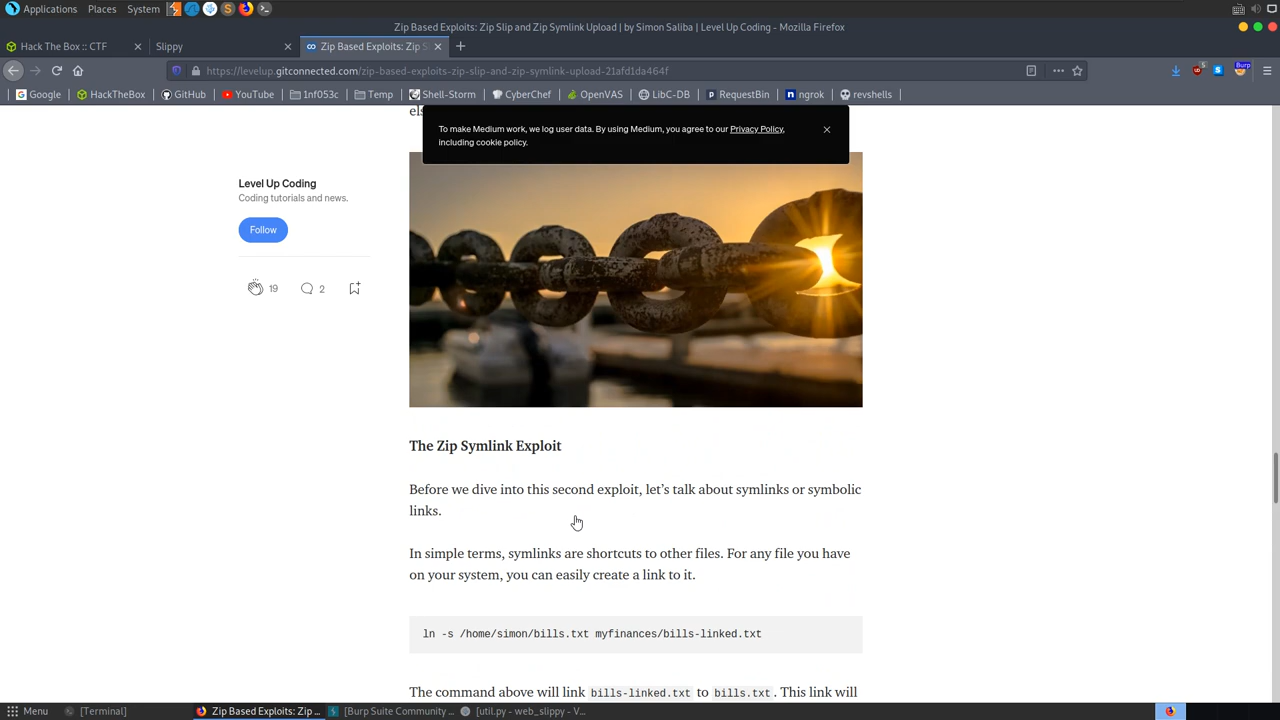 Applications Places System
Zip Based Exploits: Zip Slip and Zip Symlink Upload | by Simon Saliba | Level Up Coding - Mozilla Firefox
Hack The Box :: CTF
Slippy
Zip Based Exploits: Zip S
https://levelup.gitconnected.com/zip-based-exploits-zip-slip-and-zip-symlink-upload-21afd1da464f
Burp
Google HackTheBox GitHub YouTube 1nf053c Temp Shell-Storm CyberChef OpenVAS LibC-DB RequestBin ngrok revshells
To make Medium work, we log user data. By using Medium, you agree to our Privacy Policy,
including cookie policy.
Level Up Coding
Coding tutorials and news.
Follow
19 2
The Zip Symlink Exploit
Before we dive into this second exploit, let's talk about symlinks or symbolic
links.
In simple terms, symlinks are shortcuts to other files. For any file you have
on your system, you can easily create a link to it.
ln -s /home/simon/bills.txt myfinances/bills-linked.txt
The command above will link bills-linked.txt to bills.txt. This link will
Menu [Terminal] Zip Based Exploits: Zip ... [Burp Suite Community ... [util.py - web_slippy - V...